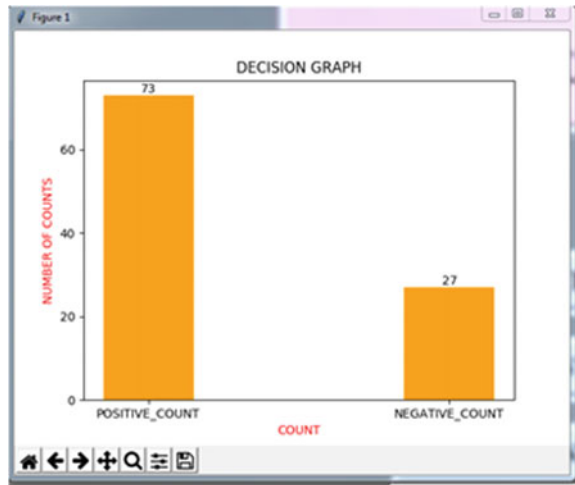 Figure 1
DECISION GRAPH
73
60
40
20
0
27
NUMBER OF COUNTS
POSITIVE_COUNT
NEGATIVE_COUNT
COUNT